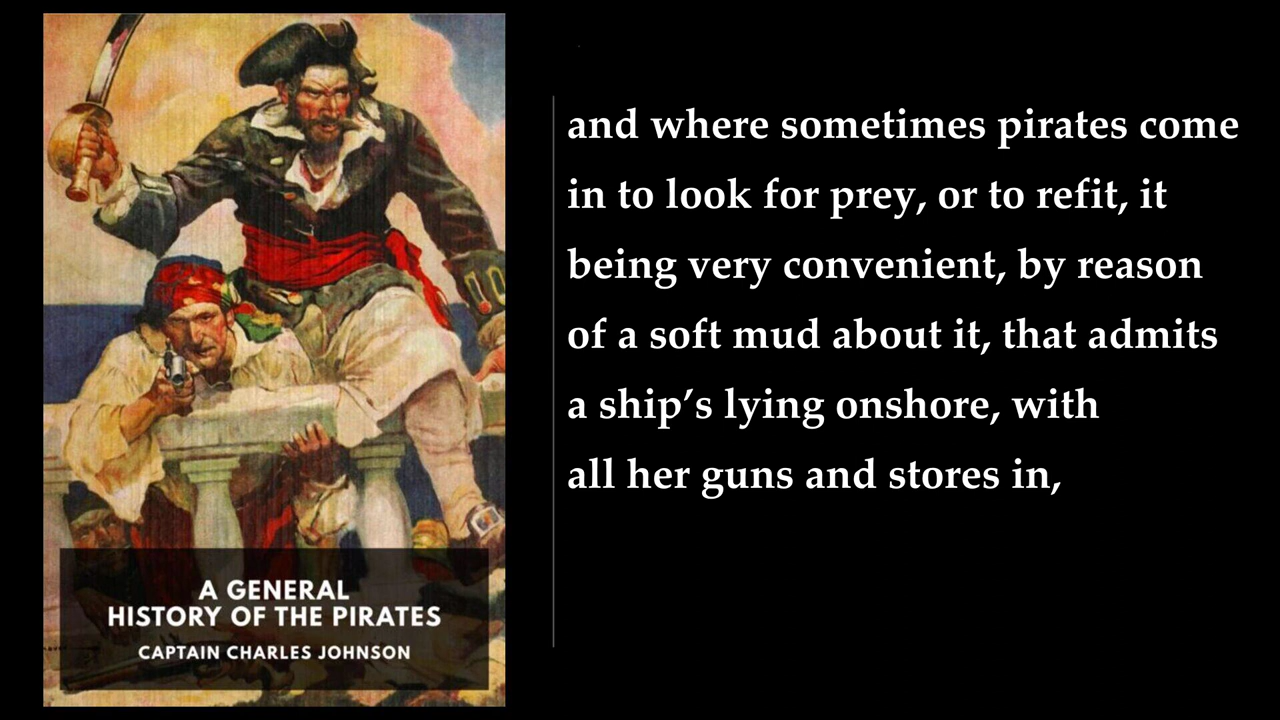 A GENERAL
HISTORY OF THE PIRATES
CAPTAIN CHARLES JOHNSON
and where sometimes pirates come
in to look for prey, or to refit, it
being very convenient, by reason
of a soft mud about it, that admits
a ship’s lying onshore, with
all her guns and stores in,